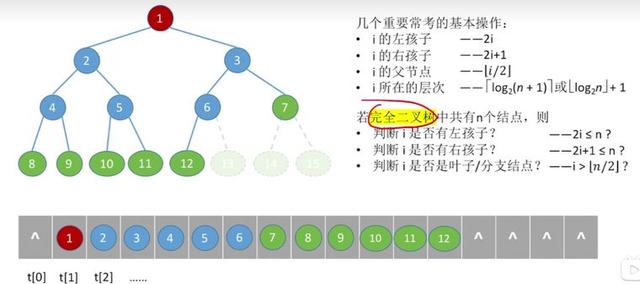 1
2 3
4 5 6 7
8 9 10 11 12 13 14 15
几个重要常考的基本操作：
• i 的左孩子 ——2i
• i 的右孩子 ——2i+1
• i 的父节点 ——⌊i/2⌋
• i 所在的层次 ——⌈log₂(n + 1)⌉或⌊log₂n⌋ + 1
若完全二叉树中共有n个结点，则
• 判断 i 是否有左孩子？ ——2i ≤ n ?
• 判断 i 是否有右孩子？ ——2i+1 ≤ n ?
• 判断 i 是否是叶子/分支结点？ ——i > ⌊n/2⌋ ?
^ 1 2 3 4 5 6 7 8 9 10 11 12 ^ ^ ^ ^
t[0] t[1] t[2] ......